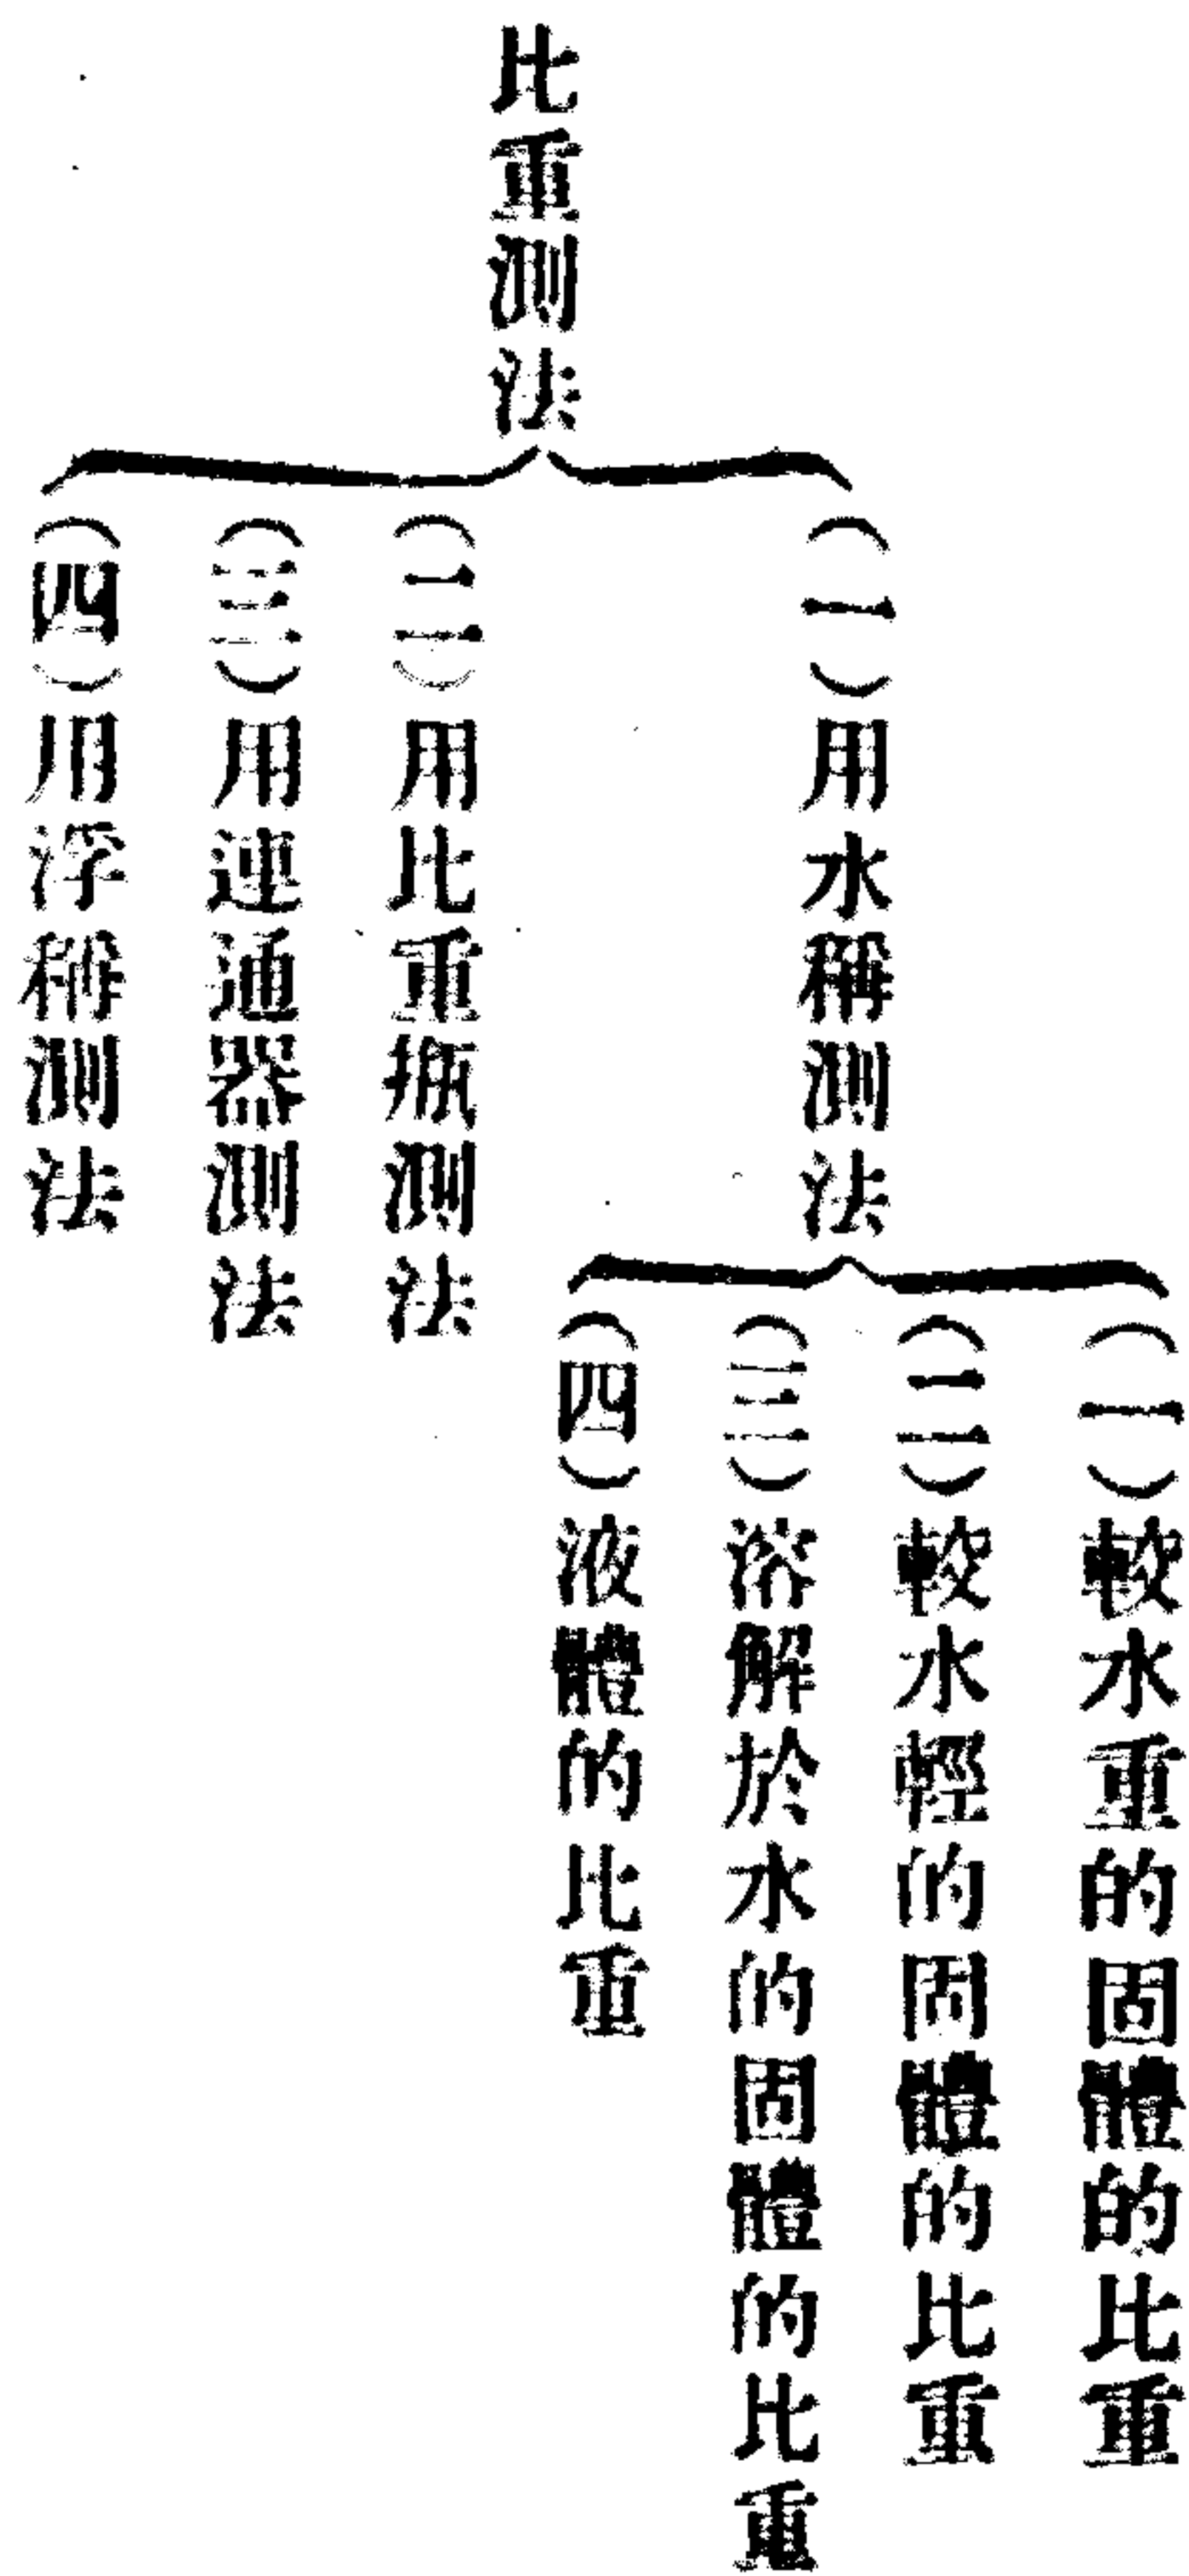 比重測法
（一）用水稱測法
（一）較水重的固體的比重
（二）較水輕的固體的比重
（三）溶解於水的固體的比重
（四）液體的比重
（二）用比重瓶測法
（三）用連通器測法
（四）用浮稱測法